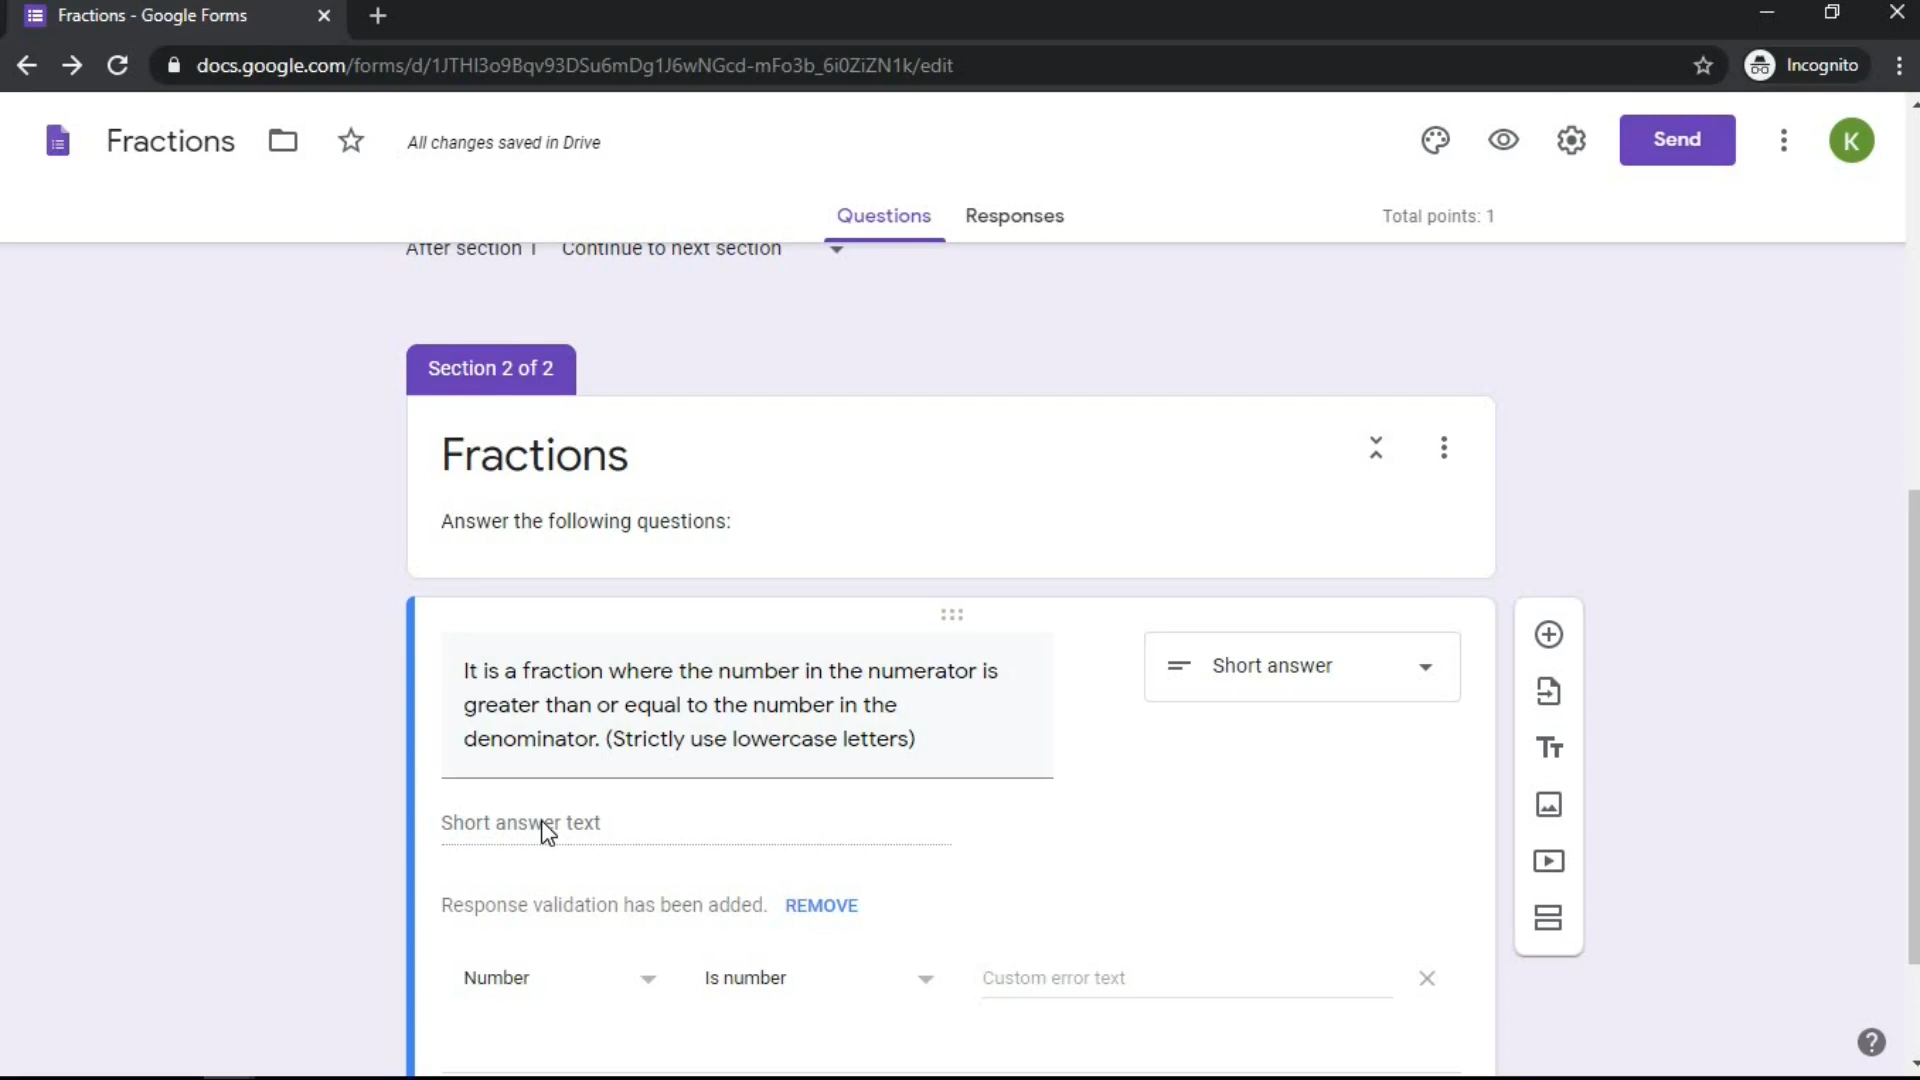 Fractions - Google Forms
docs.google.com/forms/d/1JTHI3o9Bqv93DSu6mDg1J6wNGcd-mFo3b_6i0ZiZN1k/edit
Incognito
Fractions
All changes saved in Drive
Send
K
Questions
Responses
Total points: 1
After section 1 Continue to next section
Section 2 of 2
Fractions
Answer the following questions:
It is a fraction where the number in the numerator is
greater than or equal to the number in the
denominator. (Strictly use lowercase letters)
Short answer
Short answer text
Response validation has been added. REMOVE
Number
Is number
Custom error text